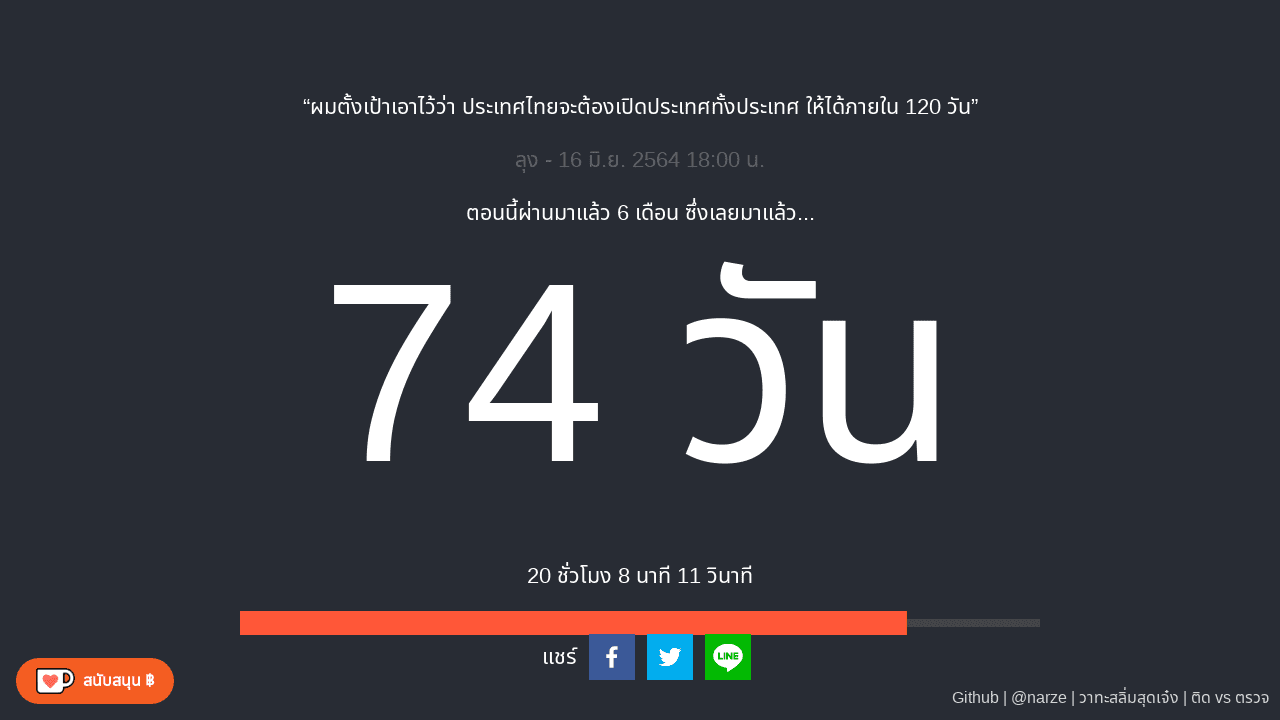 “ผมตั้งเป้าเอาไว้ว่า ประเทศไทยจะต้องเปิดประเทศทั้งประเทศ ให้ได้ภายใน 120 วัน”
ลุง - 16 มิ.ย. 2564 18:00 น.
ตอนนี้ผ่านมาแล้ว 6 เดือน ซึ่งเลยมาแล้ว...
74 วัน
20 ชั่วโมง 8 นาที 11 วินาที
แชร์
LINE
สนับสนุน ฿
Github | @narze | วาทะสลิ่มสุดเจ๋ง | ติด vs ตรวจ